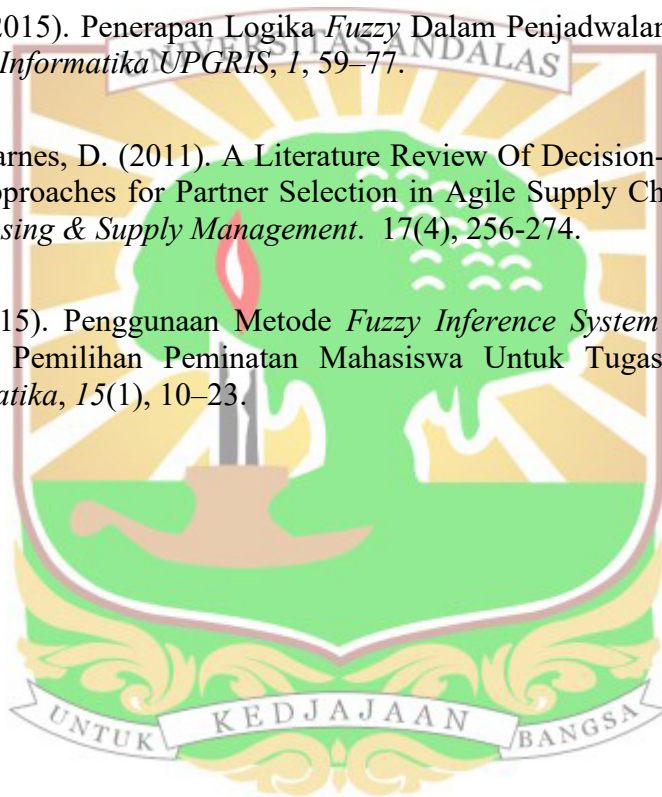 2015). Penerapan Logika Fuzzy Dalam Penjadwalan
Informatika UPGRIS, 1, 59–77.
UNIVERSITAS ANDALAS
arnes, D. (2011). A Literature Review Of Decision-
pproaches for Partner Selection in Agile Supply Ch
sing & Supply Management. 17(4), 256-274.
15). Penggunaan Metode Fuzzy Inference System
Pemilihan Peminatan Mahasiswa Untuk Tugas
atika, 15(1), 10–23.
UNTUK KEDJAJAAN BANGSA